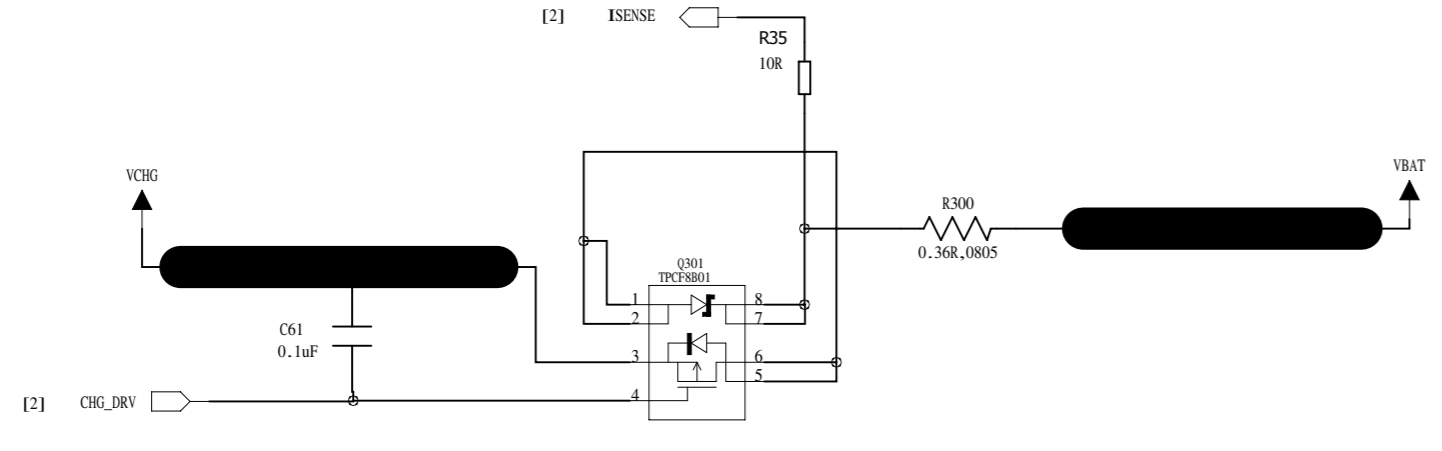 [2] ISENSE
R35
10R
VCHG
VBAT
R300
0.36R,0805
Q301
TPCF8B01
1
8
2
7
C61
0.1uF
3
6
5
4
[2] CHG_DRV